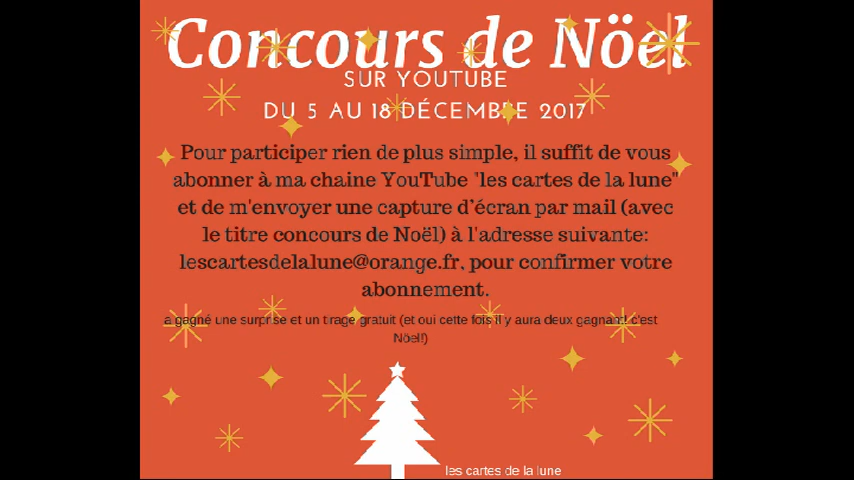 Concours de Nöel
SUR YOUTUBE
DU 5 AU 18 DÉCEMBRE 2017
Pour participer rien de plus simple, il suffit de vous
abonner à ma chaine YouTube "les cartes de la lune"
et de m'envoyer une capture d'écran par mail (avec
le titre concours de Noël) à l'adresse suivante:
lescartesdelalune@orange.fr, pour confirmer votre
abonnement.
a gagné une surprise et un tirage gratuit (et oui cette fois il y aura deux gagnant! c'est
Nöel!)
les cartes de la lune